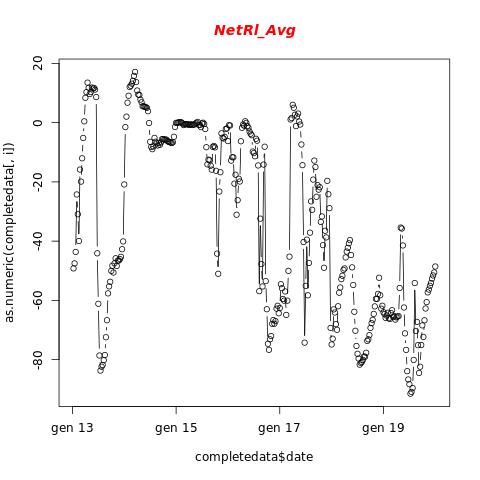 NetRl_Avg
as.numeric(completedata[, i])
20
0
-20
-40
-60
-80
gen 13
gen 15
gen 17
gen 19
completedata$date